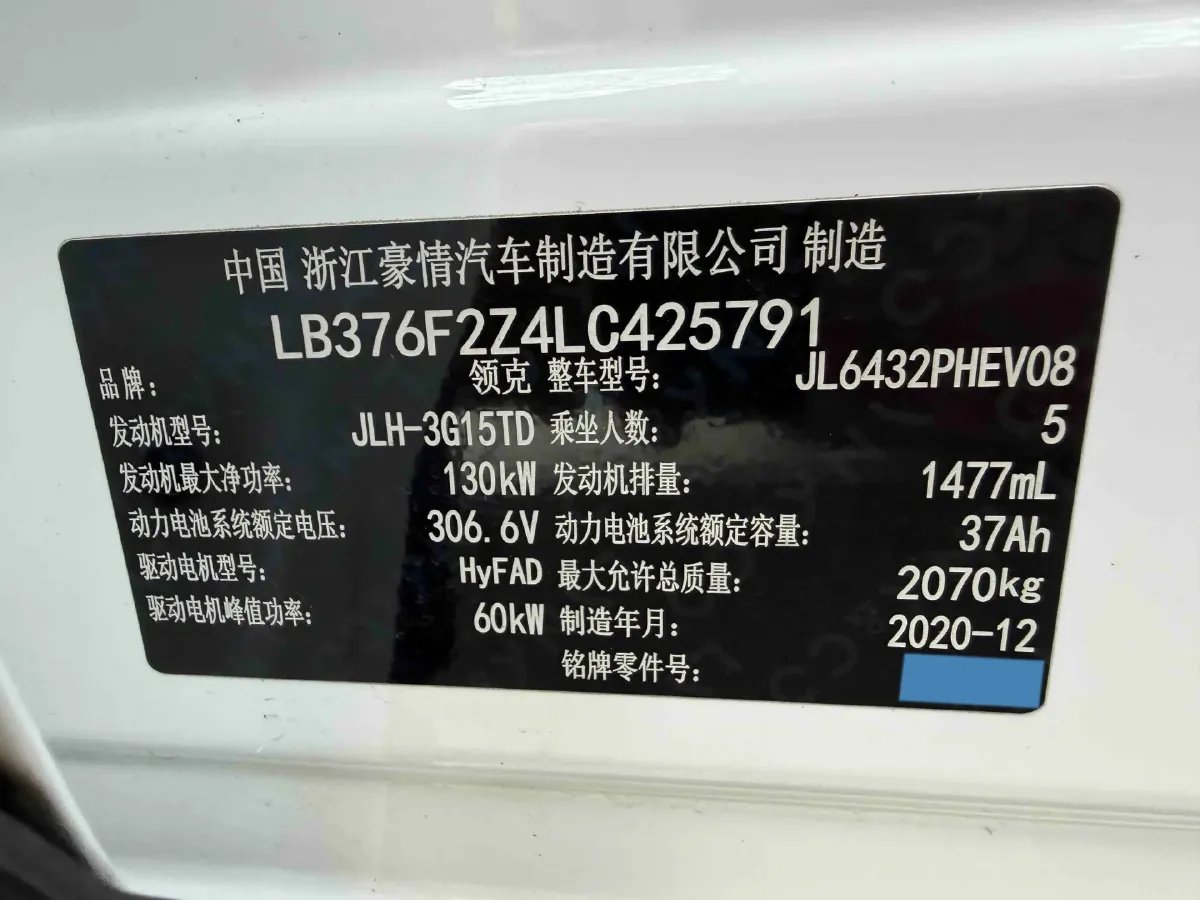 中国 浙江豪情汽车制造有限公司 制造
LB376F2Z4LC425791
品牌: 领克 整车型号: JL6432PHEV08
发动机型号: JLH-3G15TD 乘坐人数: 5
发动机最大净功率: 130kW 发动机排量: 1477mL
动力电池系统额定电压: 306.6V 动力电池系统额定容量: 37Ah
驱动电机型号: HyFAD 最大允许总质量: 2070kg
驱动电机峰值功率: 60kW 制造年月: 2020-12
铭牌零件号: